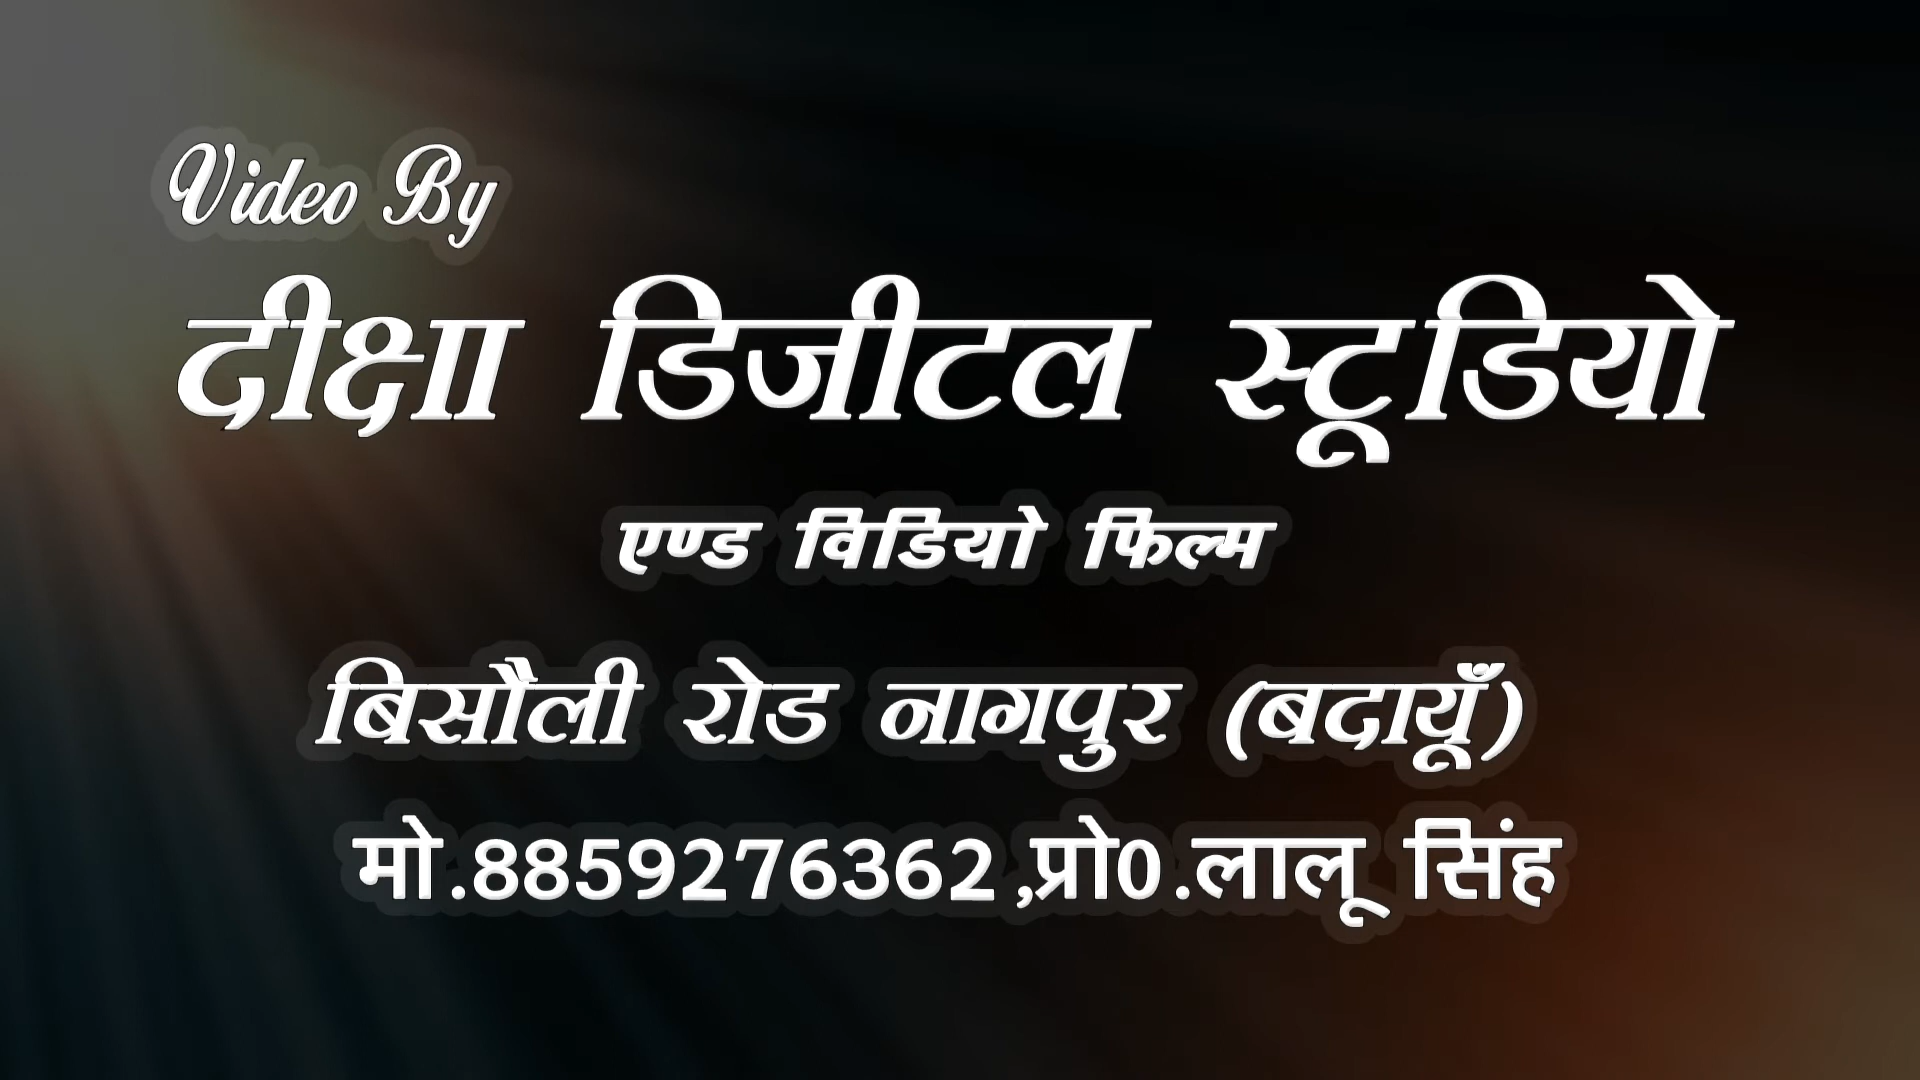 Video By
दीक्षा डिजीटल स्टूडियो
एण्ड विडियो फिल्म
बिसौली रोड नागपुर (बदायूँ)
मो.8859276362,प्रो0.लालू सिंह